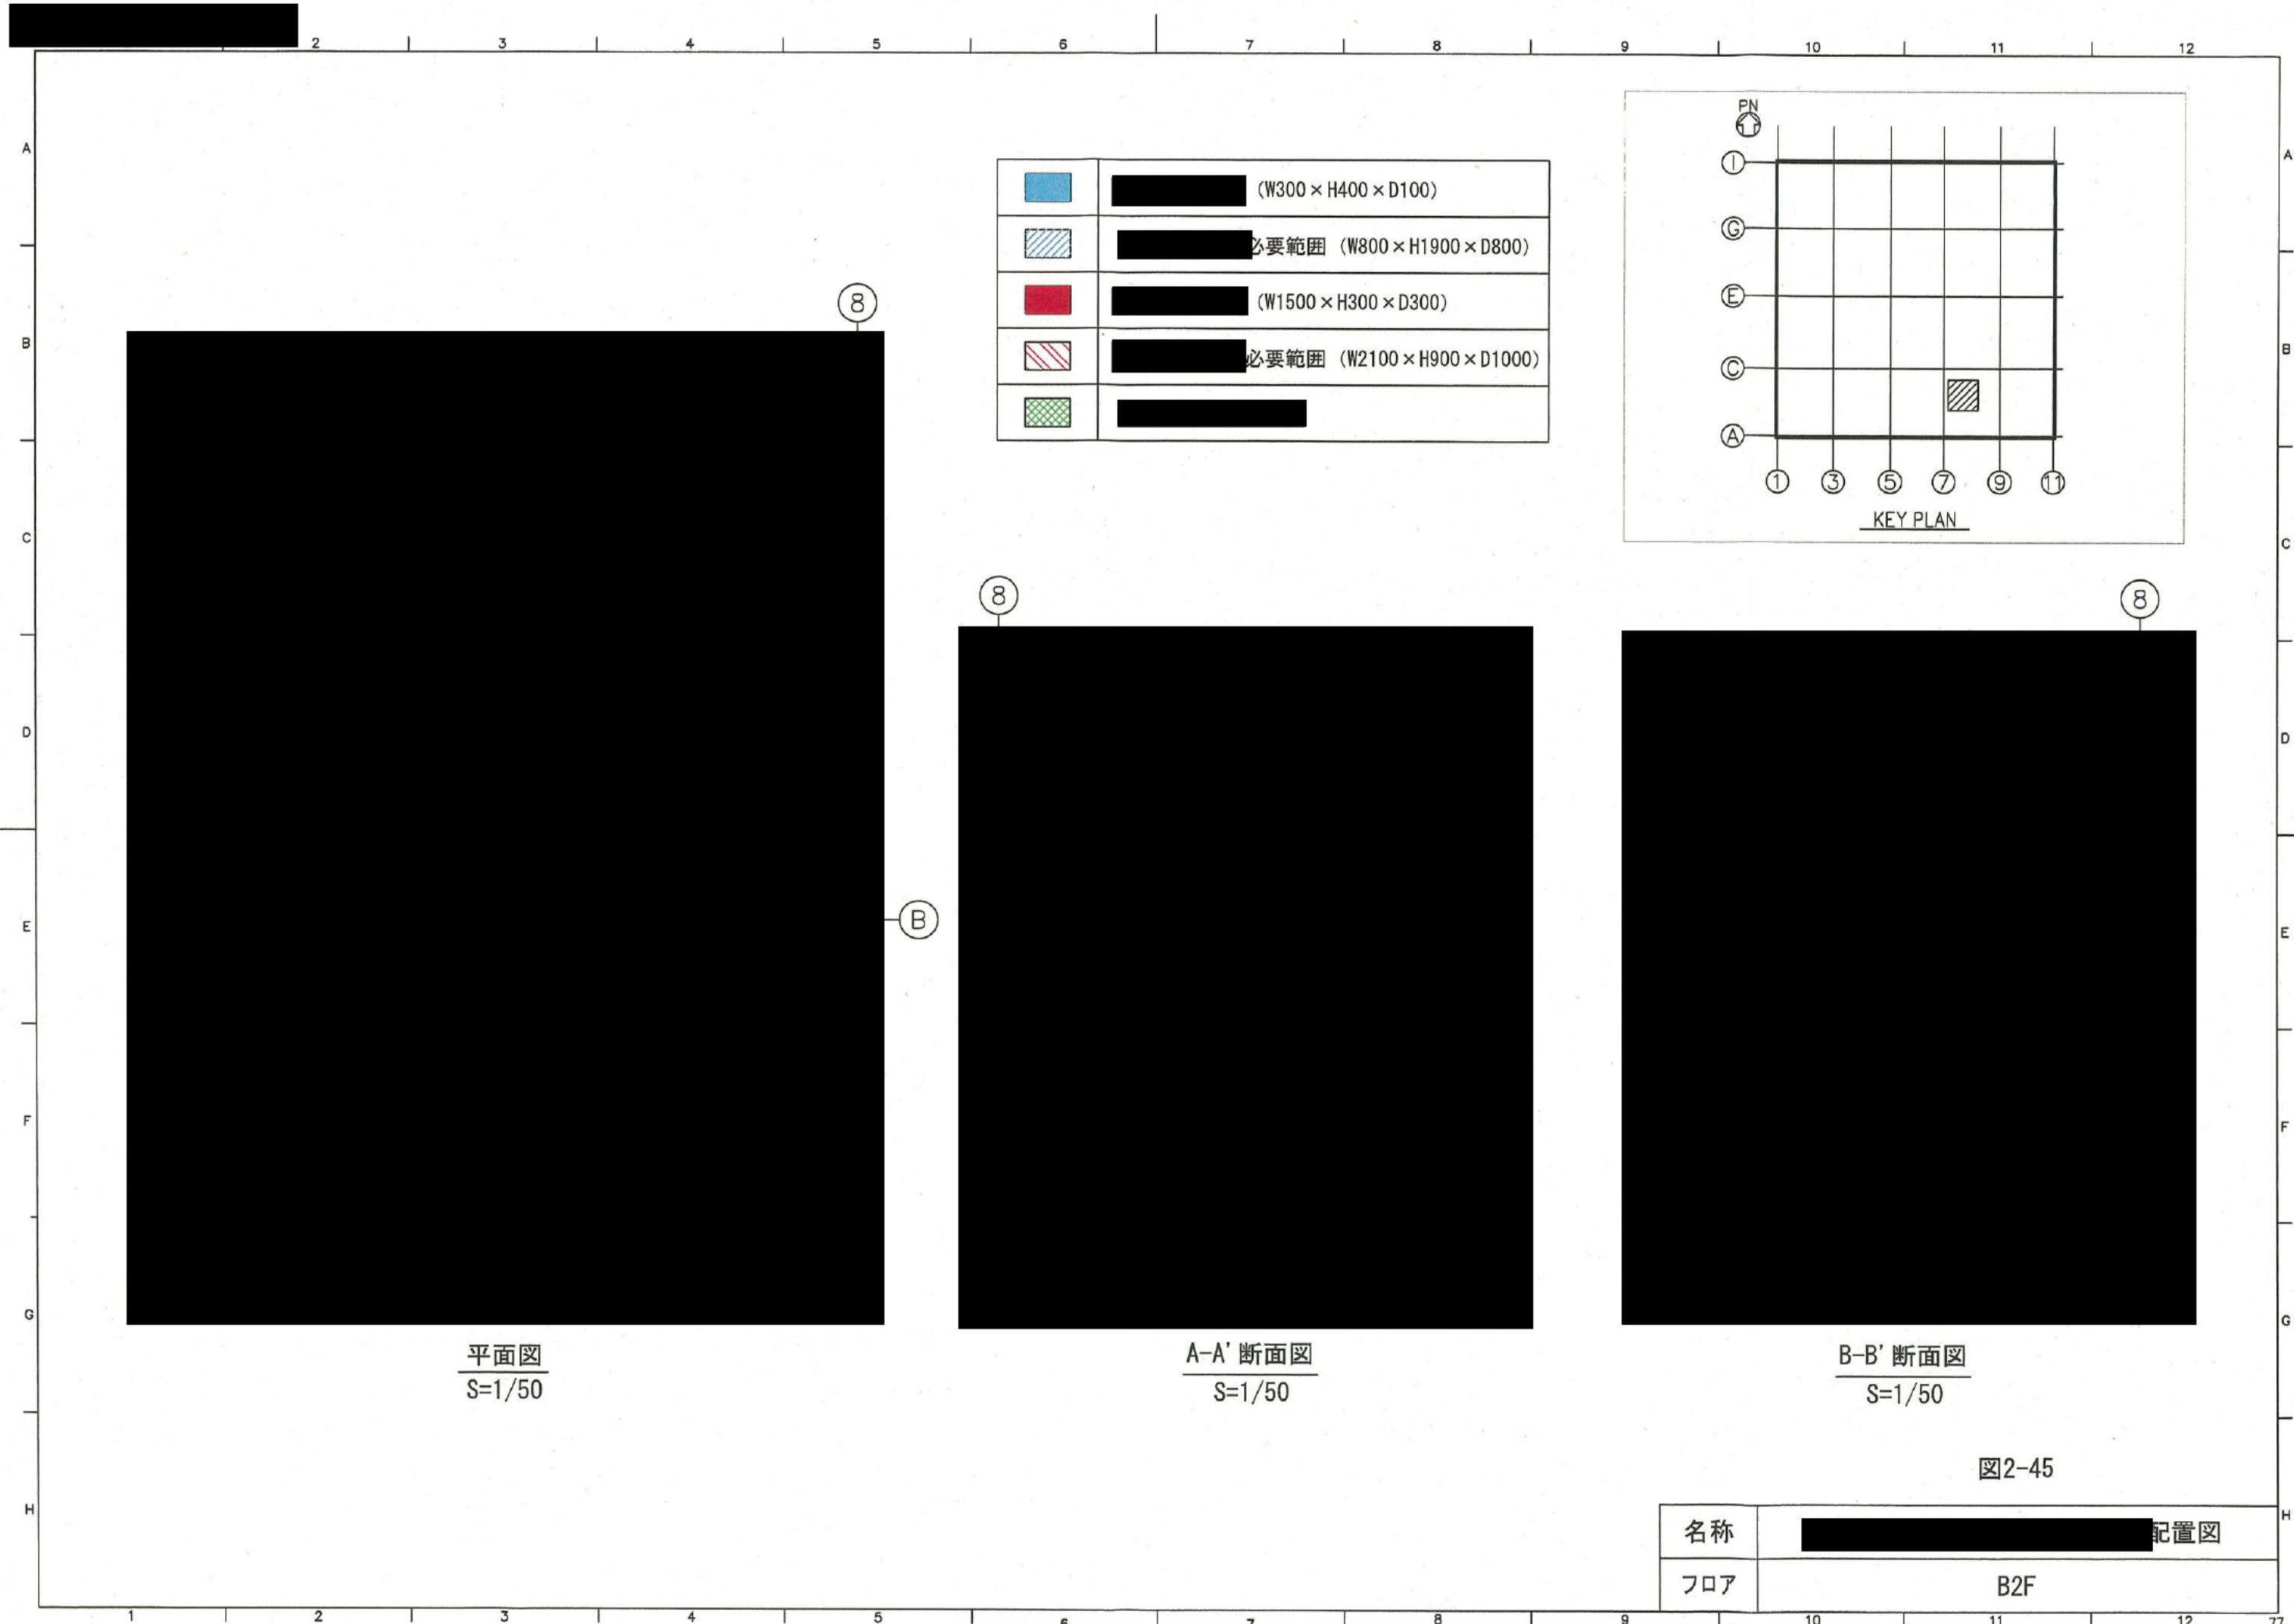 2 3 4 5 6 7 8 9 10 11 12
A A
B B
C C
D D
E E
F F
G G
H H
(W300×H400×D100)
必要範囲 (W800×H1900×D800)
(W1500×H300×D300)
必要範囲 (W2100×H900×D1000)
PN
I
G
E
C
A
1 3 5 7 9 11
KEY PLAN
8
8
8
B
平面図
S=1/50
A-A' 断面図
S=1/50
B-B' 断面図
S=1/50
図2-45
名称 配置図
フロア B2F
1 2 3 4 5 6 7 8 9 10 11 12 77